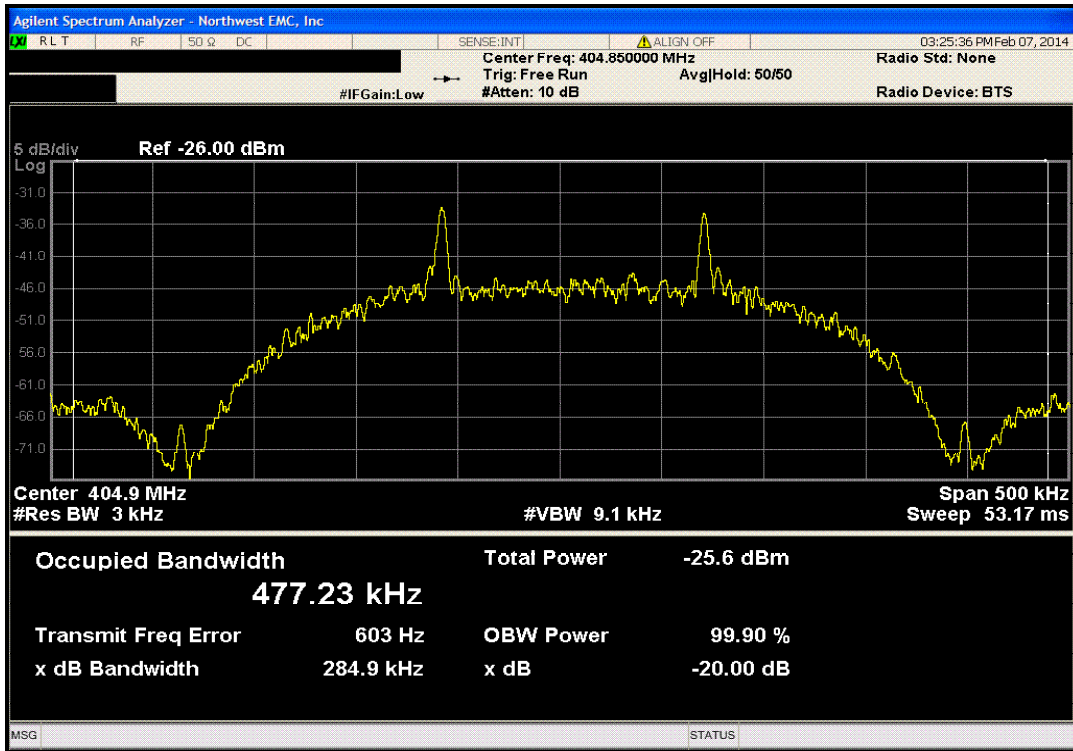 Agilent Spectrum Analyzer - Northwest EMC, Inc
LXI R L T RF 50 Ω DC SENSE:INT ALIGN OFF 03:25:36 PM Feb 07, 2014
Center Freq: 404.850000 MHz Radio Std: None
Trig: Free Run Avg|Hold: 50/50
#IFGain:Low #Atten: 10 dB Radio Device: BTS
5 dB/div Ref -26.00 dBm
Log
-31.0
-36.0
-41.0
-46.0
-51.0
-56.0
-61.0
-66.0
-71.0
Center 404.9 MHz Span 500 kHz
#Res BW 3 kHz #VBW 9.1 kHz Sweep 53.17 ms
Occupied Bandwidth Total Power -25.6 dBm
477.23 kHz
Transmit Freq Error 603 Hz OBW Power 99.90 %
x dB Bandwidth 284.9 kHz x dB -20.00 dB
MSG STATUS